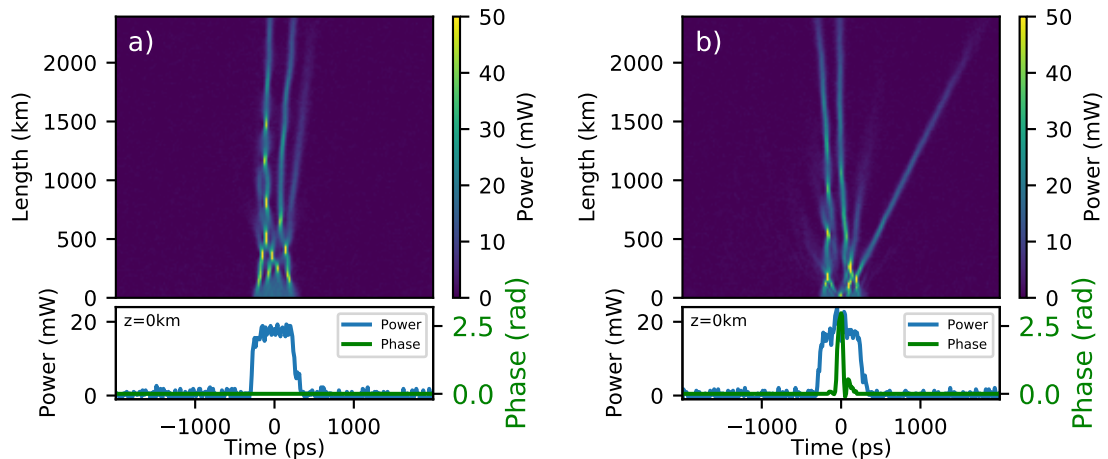 a)
Length (km)
2000
1500
1000
500
0
50
40
30
20
10
0
Power (mW)
z=0km
Power
Phase
20
0
Power (mW)
2.5
0.0
Phase (rad)
−1000
0
1000
Time (ps)
b)
Length (km)
2000
1500
1000
500
0
50
40
30
20
10
0
Power (mW)
z=0km
Power
Phase
20
0
Power (mW)
2.5
0.0
Phase (rad)
−1000
0
1000
Time (ps)